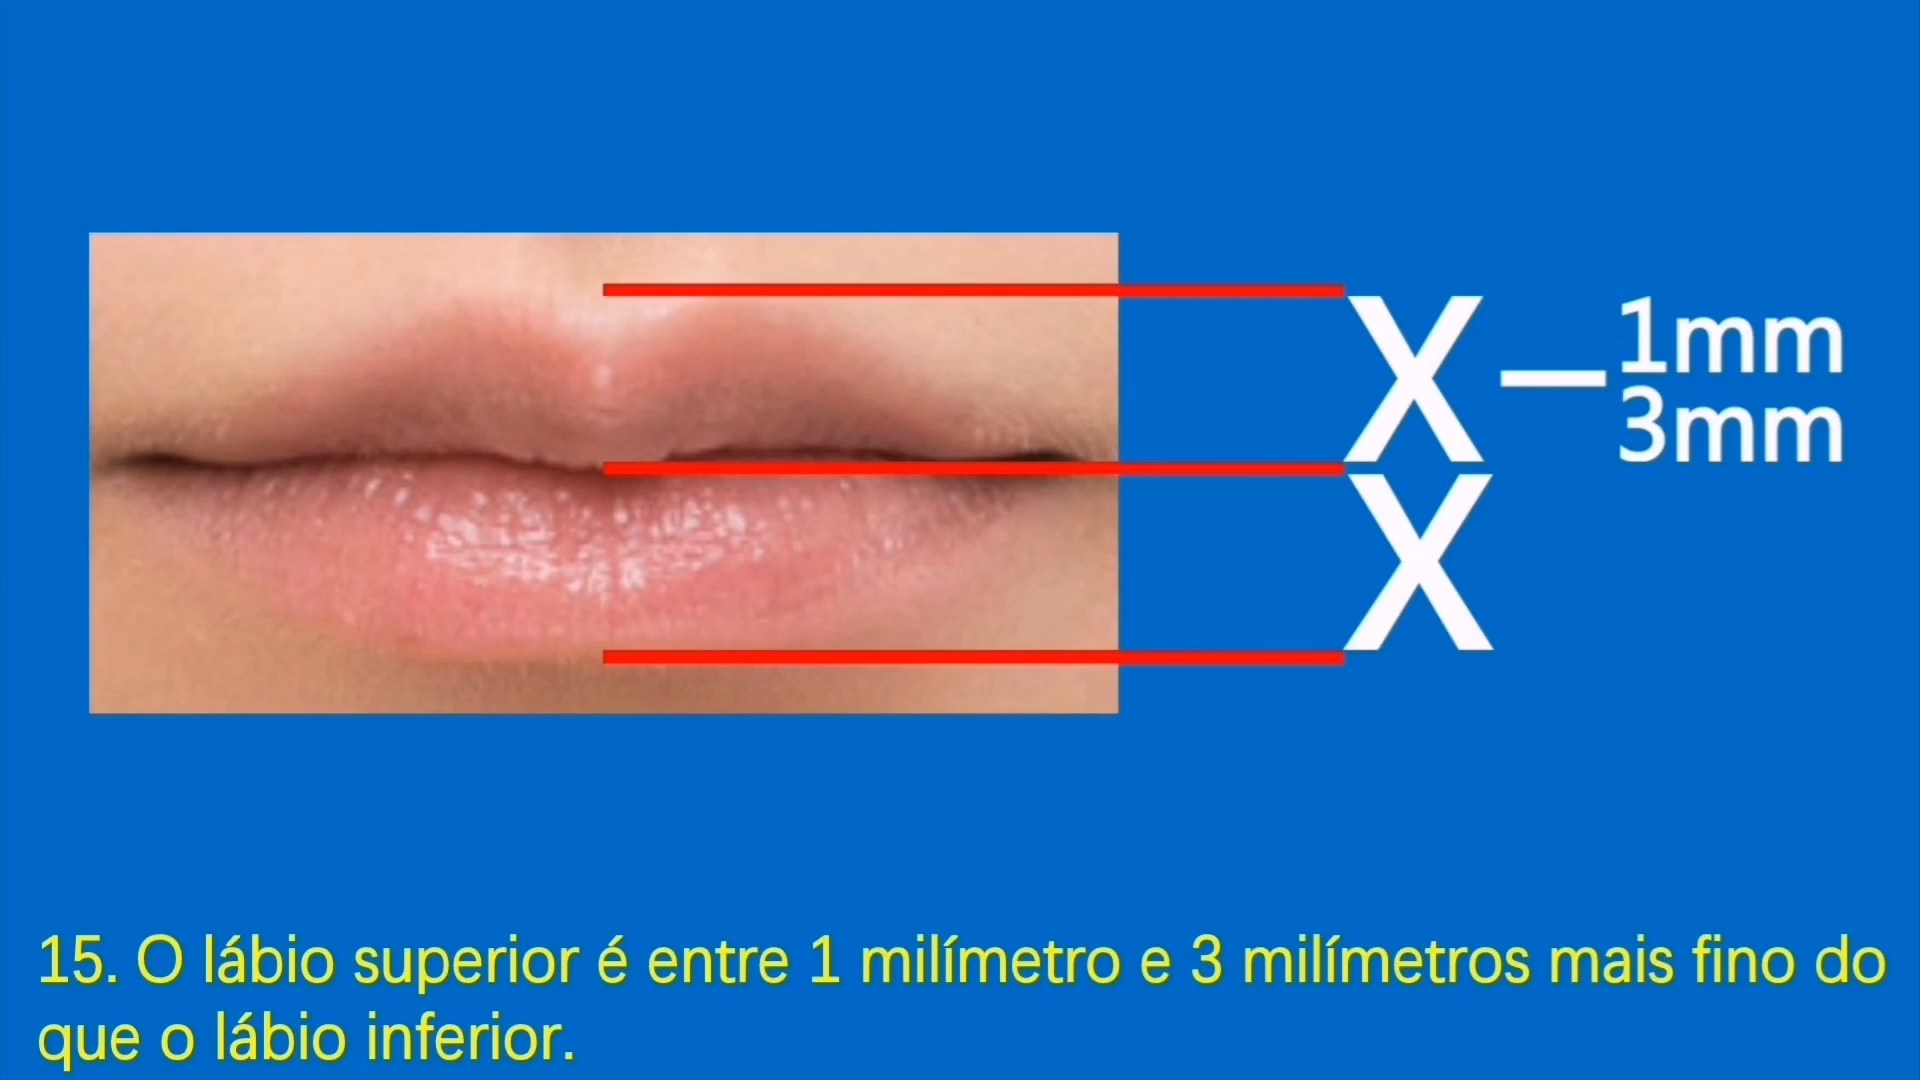 X — 1mm
3mm
X
15. O lábio superior é entre 1 milímetro e 3 milímetros mais fino do
que o lábio inferior.